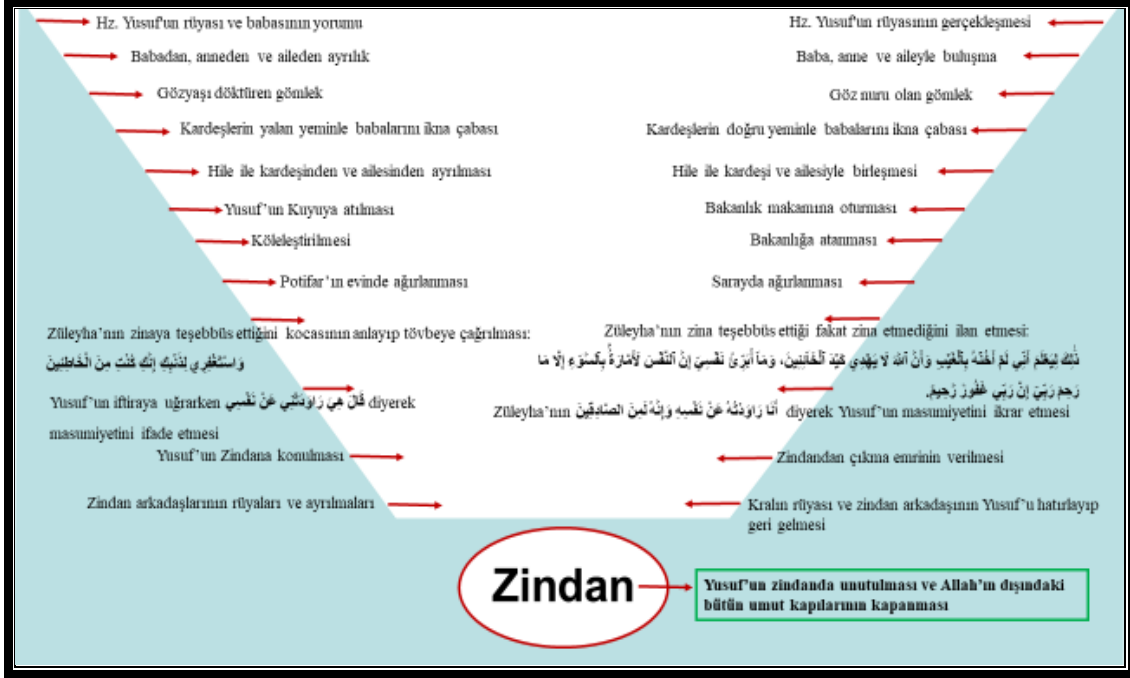 Hz. Yusuf'un rüyası ve babasının yorumu
Babadan, anneden ve aileden ayrılık
Gözyaşı döktüren gömlek
Kardeşlerin yalan yeminle babalarını ikna çabası
Hile ile kardeşinden ve ailesinden ayrılması
Yusuf'un Kuyuya atılması
Köleleştirilmesi
Potifar'ın evinde ağırlanması
Züleyha'nın zinaya teşebbüs ettiğini kocasının anlayıp tövbeye çağrılması:
وَاسْتَغْفِرِي لِذَنْبِكِ إِنَّكِ كُنْتِ مِنَ الْخَاطِئِينَ
Yusuf'un iftiraya uğrarken قَالَ هِيَ رَاوَدَتْنِي عَنْ نَفْسِي diyerek
masumiyetini ifade etmesi
Yusuf'un Zindana konulması
Zindan arkadaşlarının rüyaları ve ayrılmaları
Hz. Yusuf'un rüyasının gerçekleşmesi
Baba, anne ve aileyle buluşma
Göz nuru olan gömlek
Kardeşlerin doğru yeminle babalarını ikna çabası
Hile ile kardeşi ve ailesiyle birleşmesi
Bakanlık makamına oturması
Bakanlığa atanması
Sarayda ağırlanması
Züleyha'nın zina teşebbüs ettiği fakat zina etmediğini ilan etmesi:
ذَٰلِكَ لِيَعْلَمَ أَنِّي لَمْ أَخُنْهُ بِٱلْغَيْبِ وَأَنَّ ٱللَّهَ لَا يَهْدِي كَيْدَ ٱلْخَائِنِينَ، وَمَآ أُبَرِّئُ نَفْسِيٓ إِنَّ ٱلنَّفْسَ لَأَمَّارَةٌۢ بِٱلسُّوٓءِ إِلَّا مَا
رَحِمَ رَبِّيٓ إِنَّ رَبِّي غَفُورٌ رَّحِيمٌ.
Züleyha'nın أَنَا رَاوَدْتُهُ عَنْ نَفْسِهِ وَإِنَّهُ لَمِنَ الصَّادِقِينَ diyerek Yusuf'un masumiyetini ikrar etmesi
Zindandan çıkma emrinin verilmesi
Kralın rüyası ve zindan arkadaşının Yusuf'u hatırlayıp
geri gelmesi
Zindan
Yusuf'un zindanda unutulması ve Allah'ın dışındaki
bütün umut kapılarının kapanması